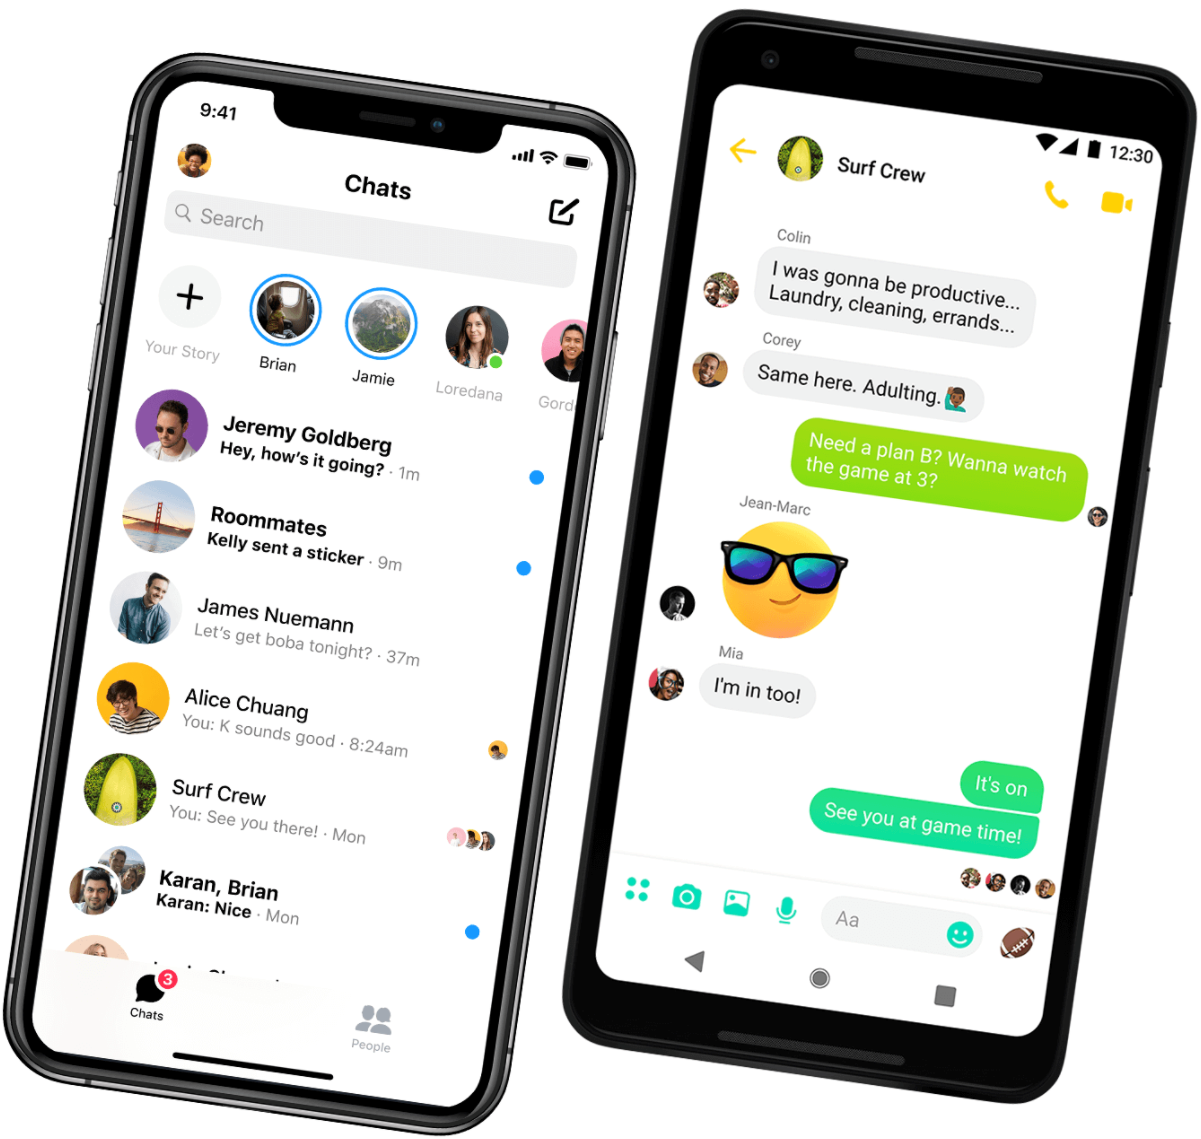 9:41
Chats
Search
Your Story
Brian
Jamie
Loredana
Jeremy Goldberg
Hey, how's it going? · 1m
Roommates
Kelly sent a sticker · 9m
James Nuemann
Let's get boba tonight? · 37m
Alice Chuang
You: K sounds good · 8:24am
Surf Crew
You: See you there! · Mon
Karan, Brian
Karan: Nice · Mon
3
Chats
People
12:30
Surf Crew
Colin
I was gonna be productive...
Laundry, cleaning, errands...
Corey
Same here. Adulting.
Need a plan B? Wanna watch
the game at 3?
Jean-Marc
Mia
I'm in too!
It's on
See you at game time!
Aa